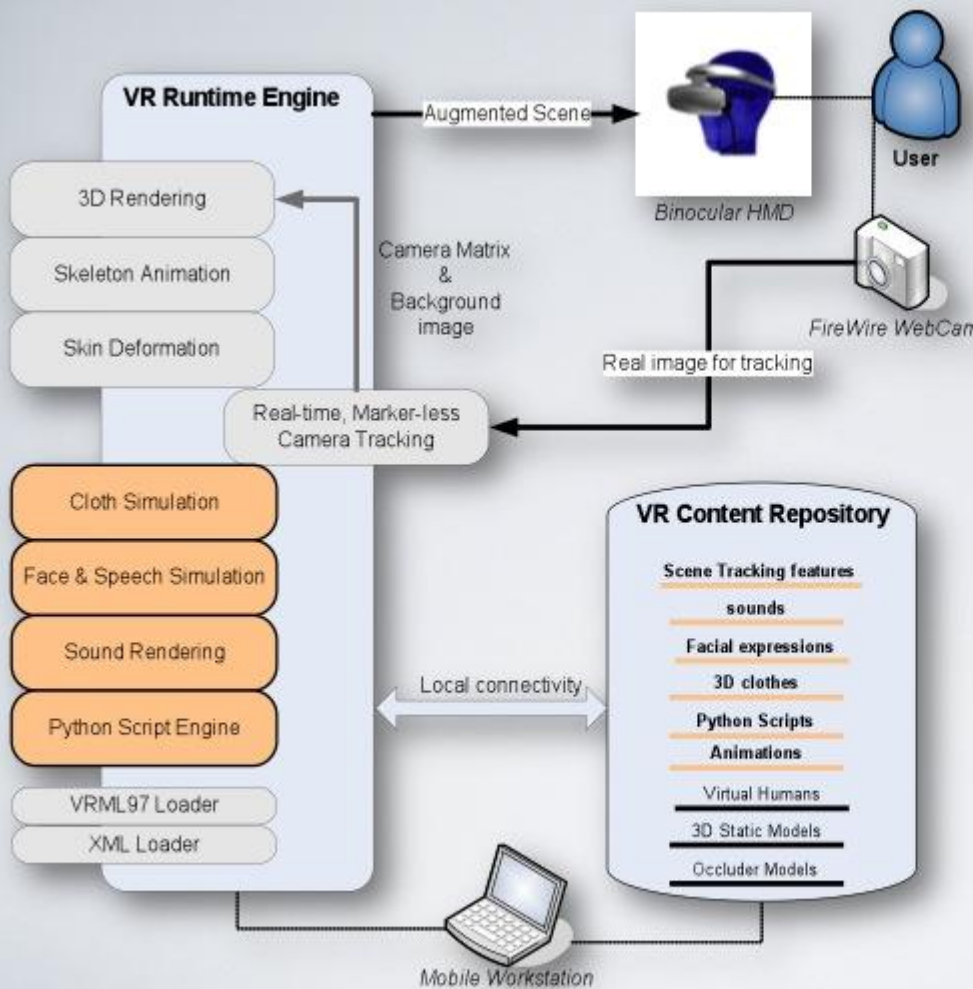 VR Runtime Engine
Augmented Scene
User
Binocular HMD
3D Rendering
Skeleton Animation
Skin Deformation
Camera Matrix
&
Background
image
FireWire WebCam
Real image for tracking
Real-time, Marker-less
Camera Tracking
Cloth Simulation
Face & Speech Simulation
Sound Rendering
Python Script Engine
VRML97 Loader
XML Loader
Local connectivity
VR Content Repository
Scene Tracking features
sounds
Facial expressions
3D clothes
Python Scripts
Animations
Virtual Humans
3D Static Models
Occluder Models
Mobile Workstation